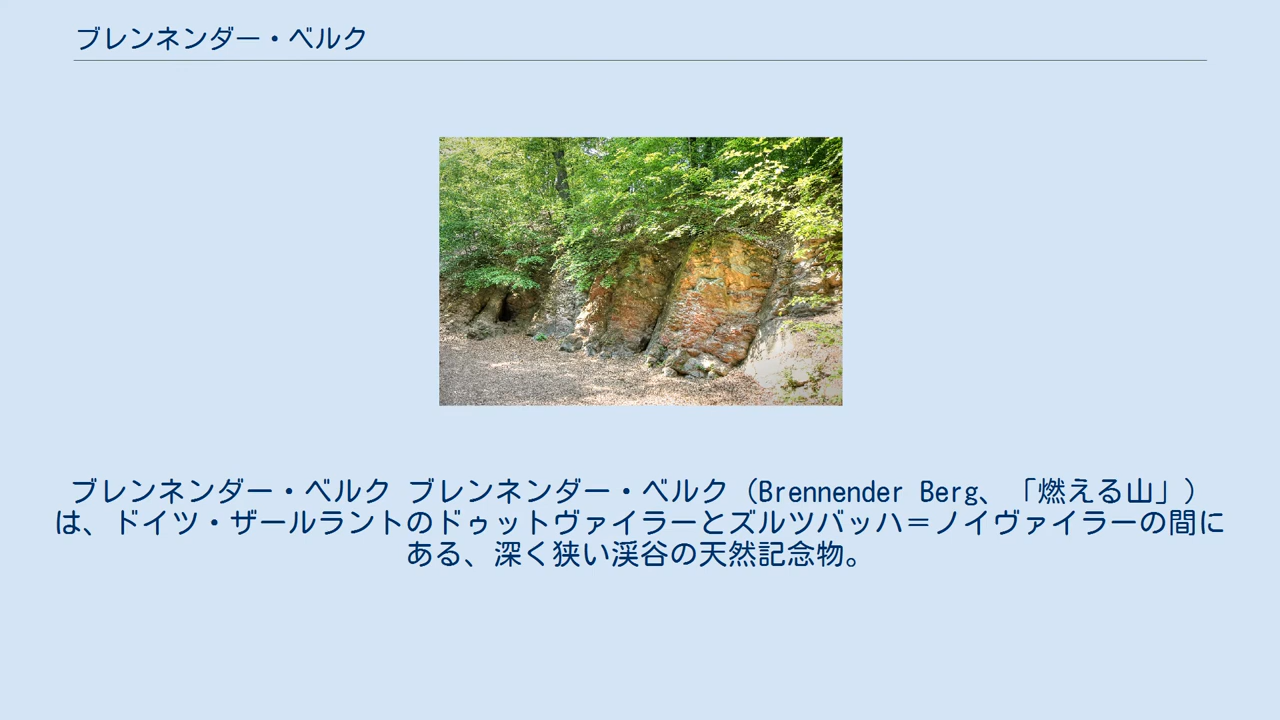 ブレンネンダー・ベルク
ブレンネンダー・ベルク ブレンネンダー・ベルク（Brennender Berg、「燃える山」）
は、ドイツ・ザールラントのドゥットヴァイラーとズルツバッハ＝ノイヴァイラーの間に
ある、深く狭い渓谷の天然記念物。